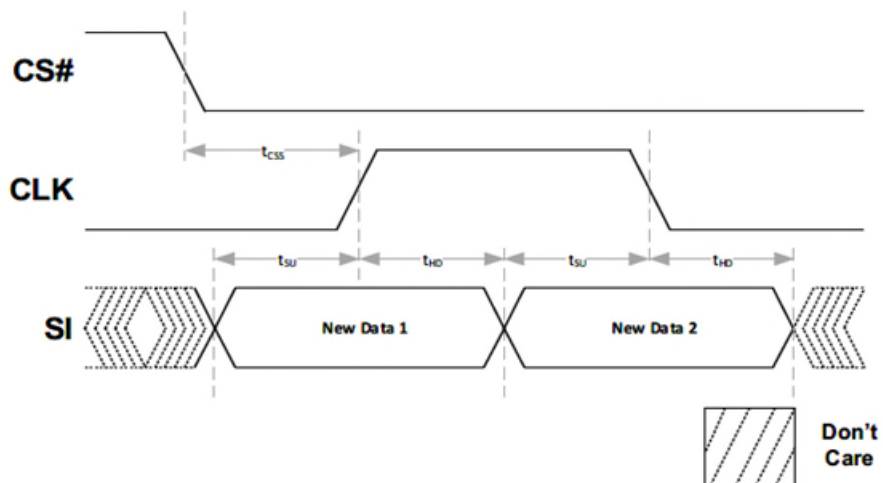 CS#
tCSS
CLK
tSU tHD tSU tHD
SI
New Data 1 New Data 2
Don't
Care